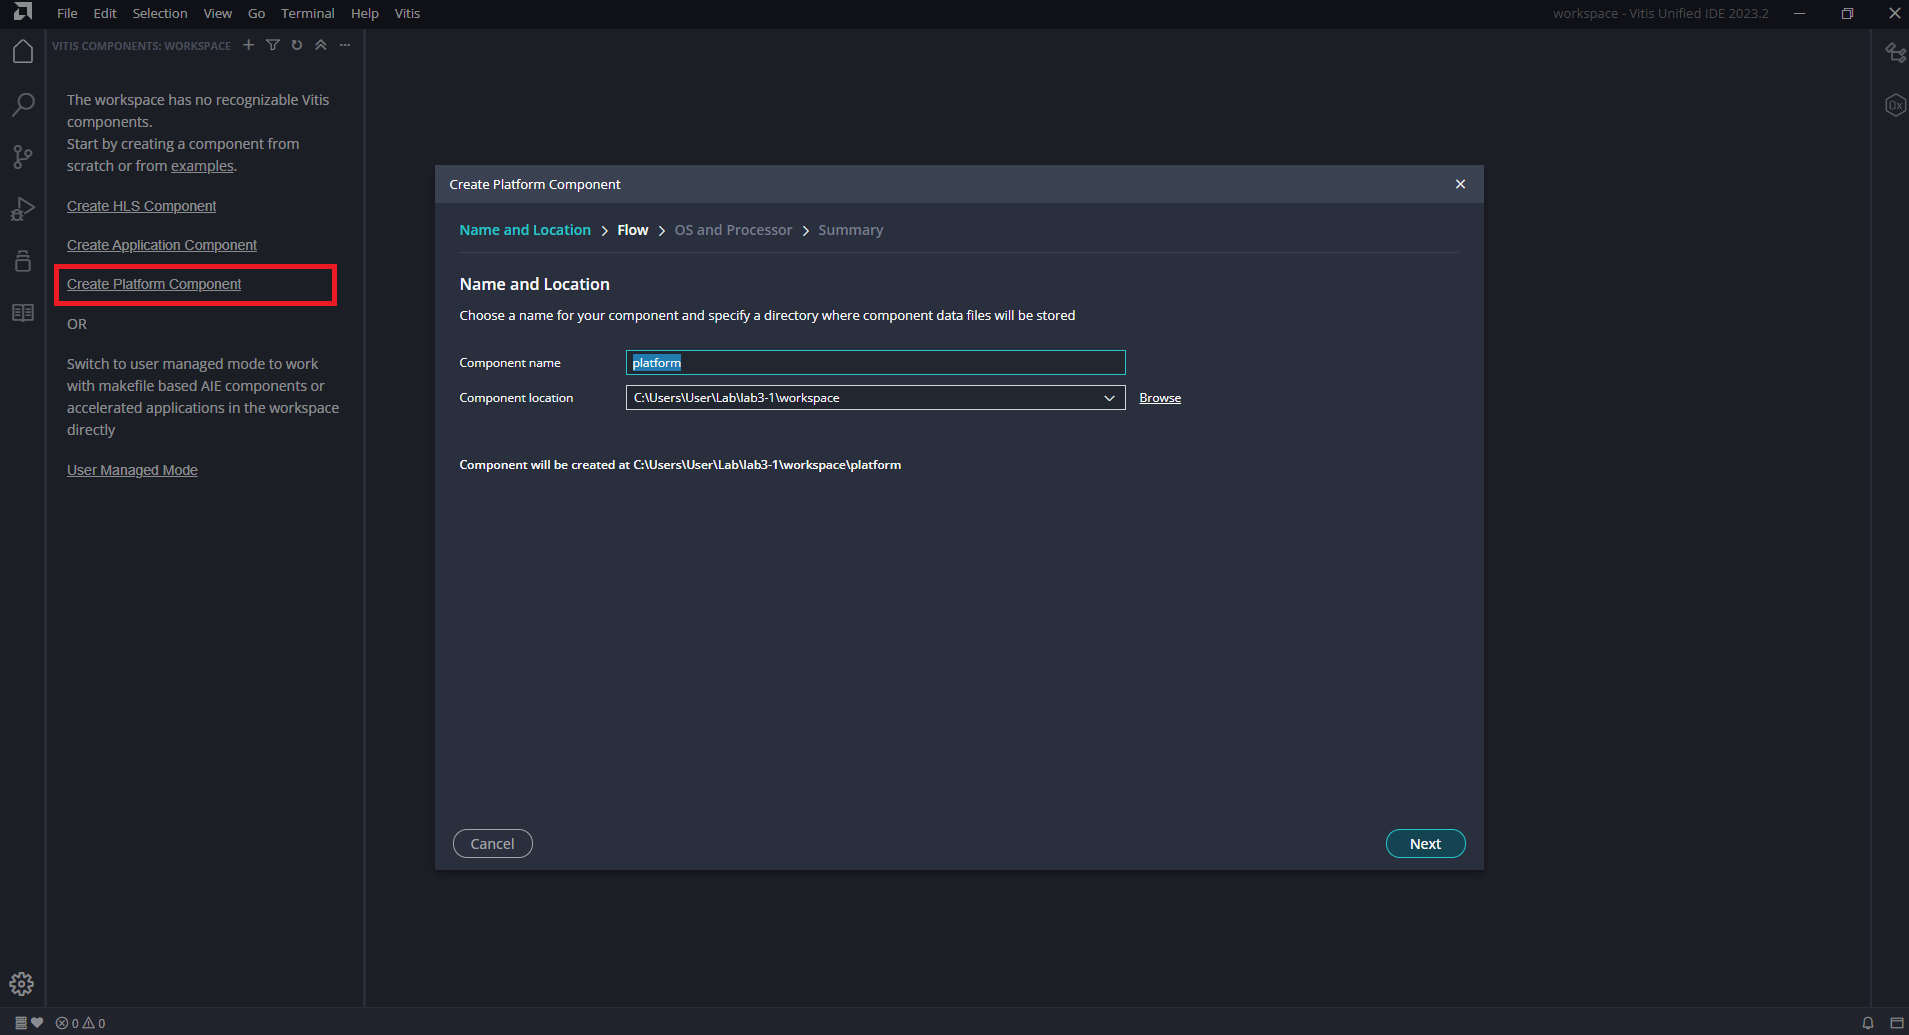 File Edit Selection View Go Terminal Help Vitis
workspace - Vitis Unified IDE 2023.2
VITIS COMPONENTS: WORKSPACE
The workspace has no recognizable Vitis
components.
Start by creating a component from
scratch or from examples.
Create HLS Component
Create Application Component
Create Platform Component
OR
Switch to user managed mode to work
with makefile based AIE components or
accelerated applications in the workspace
directly
User Managed Mode
Create Platform Component
Name and Location > Flow > OS and Processor > Summary
Name and Location
Choose a name for your component and specify a directory where component data files will be stored
Component name platform
Component location C:\Users\User\Lab\lab3-1\workspace Browse
Component will be created at C:\Users\User\Lab\lab3-1\workspace\platform
Cancel Next
0x
0 0